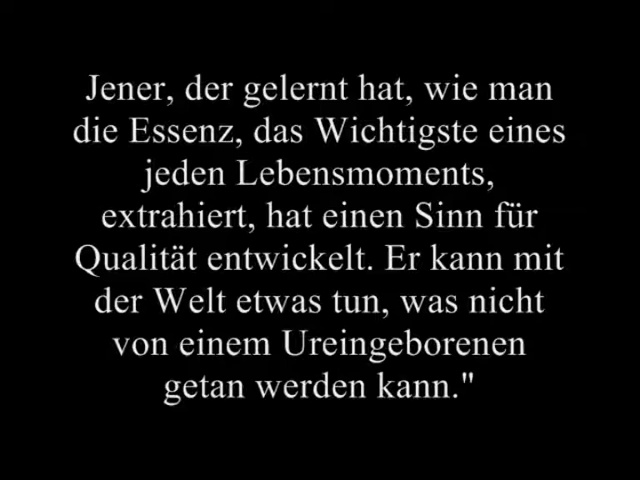 Jener, der gelernt hat, wie man
die Essenz, das Wichtigste eines
jeden Lebensmoments,
extrahiert, hat einen Sinn für
Qualität entwickelt. Er kann mit
der Welt etwas tun, was nicht
von einem Ureingeborenen
getan werden kann."